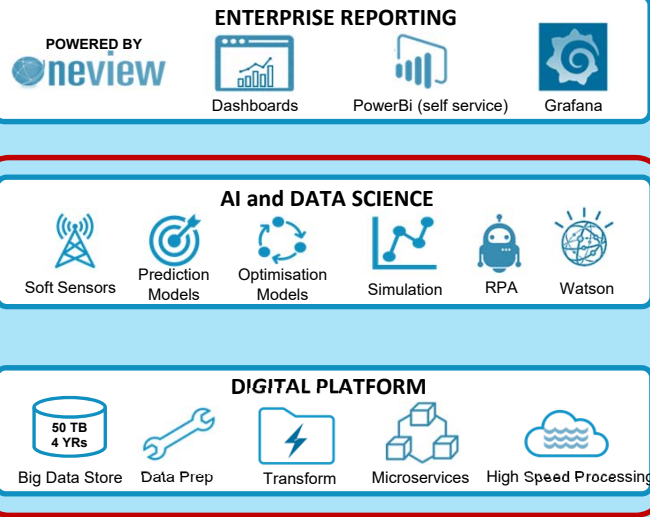 ENTERPRISE REPORTING
POWERED BY
Oneview
Dashboards
PowerBi (self service)
Grafana
AI and DATA SCIENCE
Soft Sensors
Prediction
Models
Optimisation
Models
Simulation
RPA
Watson
DIGITAL PLATFORM
50 TB
4 YRs
Big Data Store
Data Prep
Transform
Microservices
High Speed Processing